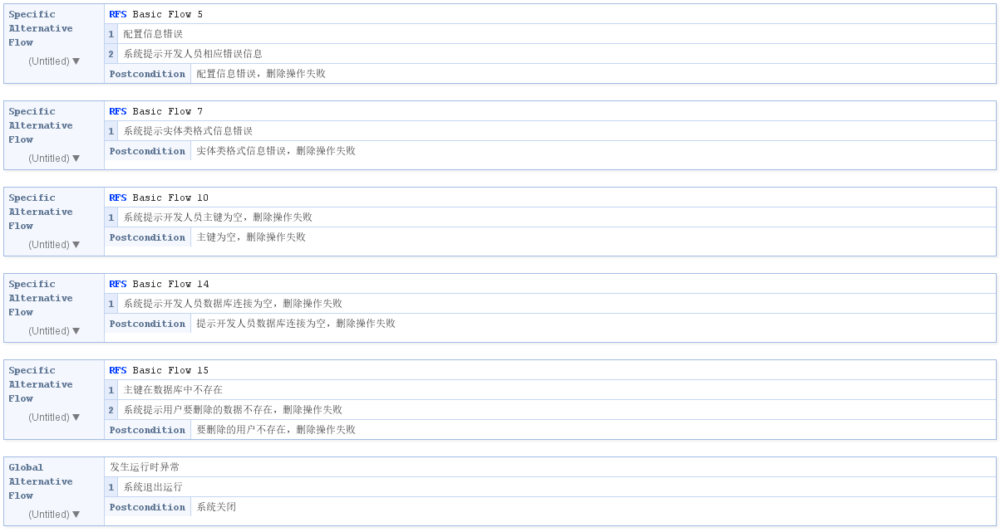 Specific Alternative Flow
(Untitled) ▼
RFS Basic Flow 5
1 配置信息错误
2 系统提示开发人员相应错误信息
Postcondition 配置信息错误，删除操作失败
Specific Alternative Flow
(Untitled) ▼
RFS Basic Flow 7
1 系统提示实体类格式信息错误
Postcondition 实体类格式信息错误，删除操作失败
Specific Alternative Flow
(Untitled) ▼
RFS Basic Flow 10
1 系统提示开发人员主键为空，删除操作失败
Postcondition 主键为空，删除操作失败
Specific Alternative Flow
(Untitled) ▼
RFS Basic Flow 14
1 系统提示开发人员数据库连接为空，删除操作失败
Postcondition 提示开发人员数据库连接为空，删除操作失败
Specific Alternative Flow
(Untitled) ▼
RFS Basic Flow 15
1 主键在数据库中不存在
2 系统提示用户要删除的数据不存在，删除操作失败
Postcondition 要删除的用户不存在，删除操作失败
Global Alternative Flow
(Untitled) ▼
发生运行时异常
1 系统退出运行
Postcondition 系统关闭